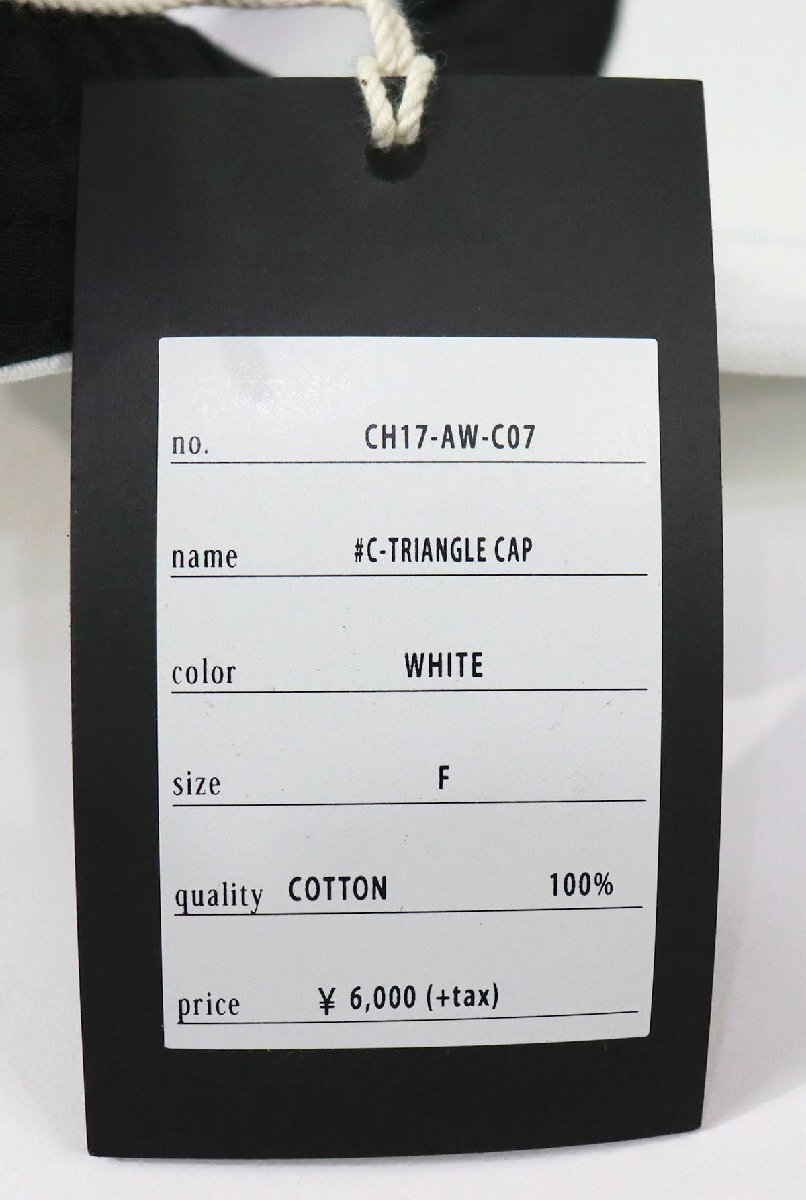 no. CH17-AW-C07
name #C-TRIANGLE CAP
color WHITE
size F
quality COTTON 100%
price ¥ 6,000 (+tax)